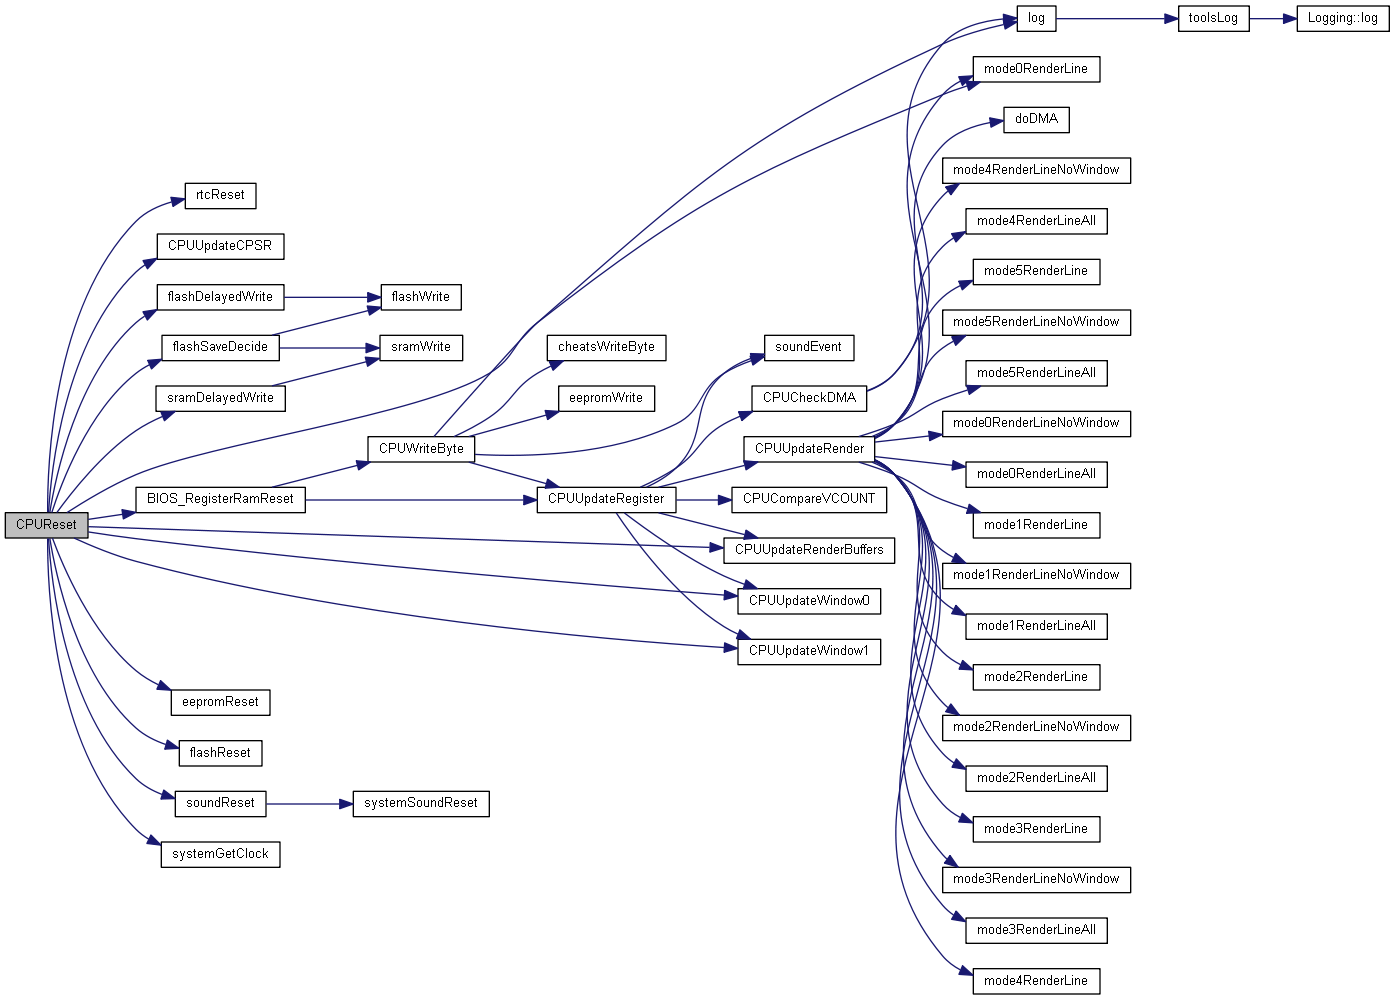 log
toolsLog
Logging::log
mode0RenderLine
doDMA
mode4RenderLineNoWindow
rtcReset
mode4RenderLineAll
CPUUpdateCPSR
mode5RenderLine
flashDelayedWrite
flashWrite
mode5RenderLineNoWindow
flashSaveDecide
sramWrite
cheatsWriteByte
soundEvent
mode5RenderLineAll
sramDelayedWrite
eepromWrite
CPUCheckDMA
mode0RenderLineNoWindow
CPUWriteByte
CPUUpdateRender
mode0RenderLineAll
BIOS_RegisterRamReset
CPUUpdateRegister
CPUCompareVCOUNT
CPUReset
mode1RenderLine
CPUUpdateRenderBuffers
mode1RenderLineNoWindow
CPUUpdateWindow0
mode1RenderLineAll
CPUUpdateWindow1
mode2RenderLine
eepromReset
mode2RenderLineNoWindow
flashReset
mode2RenderLineAll
soundReset
systemSoundReset
mode3RenderLine
systemGetClock
mode3RenderLineNoWindow
mode3RenderLineAll
mode4RenderLine